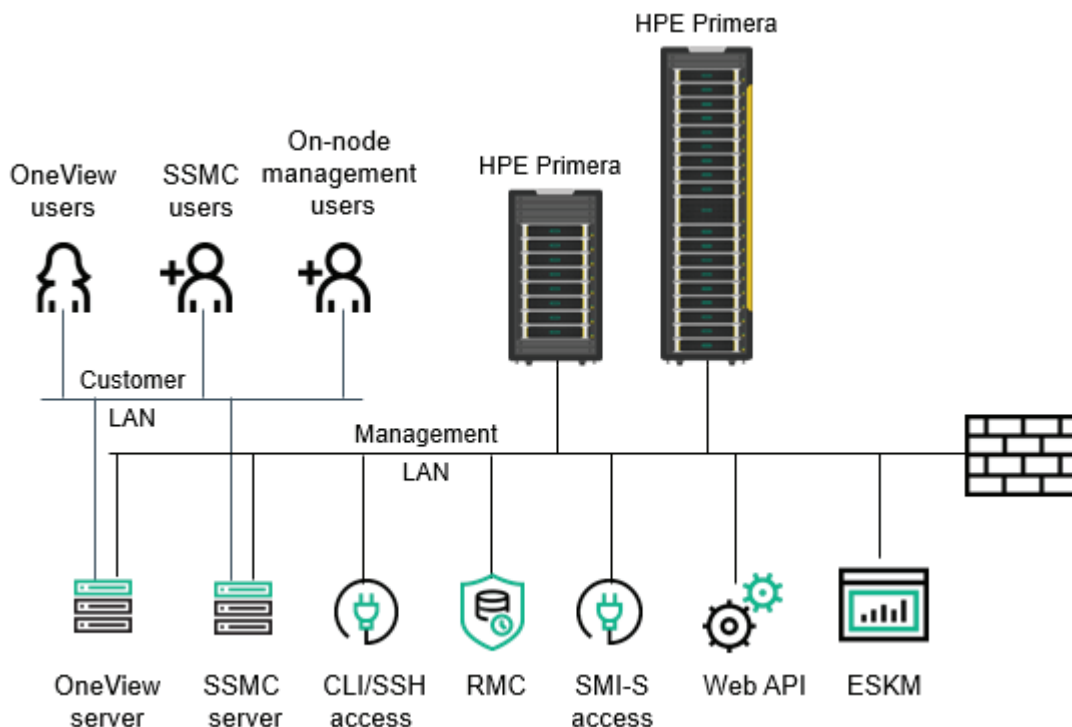 HPE Primera
HPE Primera
On-node
management
users
OneView
users
SSMC
users
Customer
LAN
Management
LAN
OneView
server
SSMC
server
CLI/SSH
access
RMC
SMI-S
access
Web API
ESKM